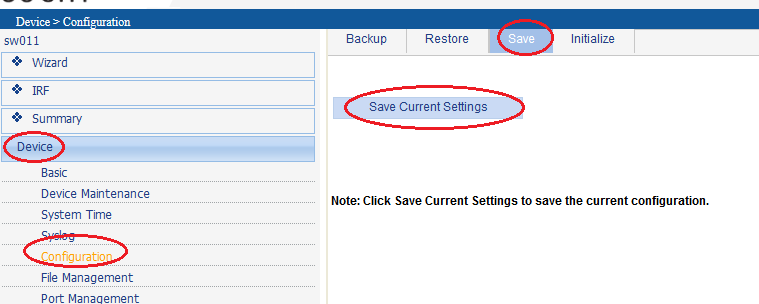 Device > Configuration
sw011
Backup Restore Save Initialize
Wizard
IRF
Summary
Device
Basic
Device Maintenance
System Time
Syslog
Configuration
File Management
Port Management
Save Current Settings
Note: Click Save Current Settings to save the current configuration.